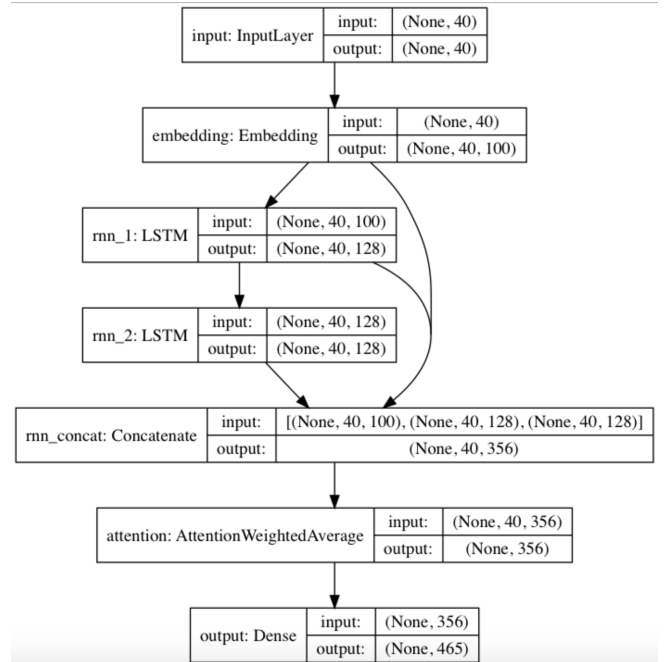 input: InputLayer
input: (None, 40)
output: (None, 40)
embedding: Embedding
input: (None, 40)
output: (None, 40, 100)
rnn_1: LSTM
input: (None, 40, 100)
output: (None, 40, 128)
rnn_2: LSTM
input: (None, 40, 128)
output: (None, 40, 128)
rnn_concat: Concatenate
input: [(None, 40, 100), (None, 40, 128), (None, 40, 128)]
output: (None, 40, 356)
attention: AttentionWeightedAverage
input: (None, 40, 356)
output: (None, 356)
output: Dense
input: (None, 356)
output: (None, 465)